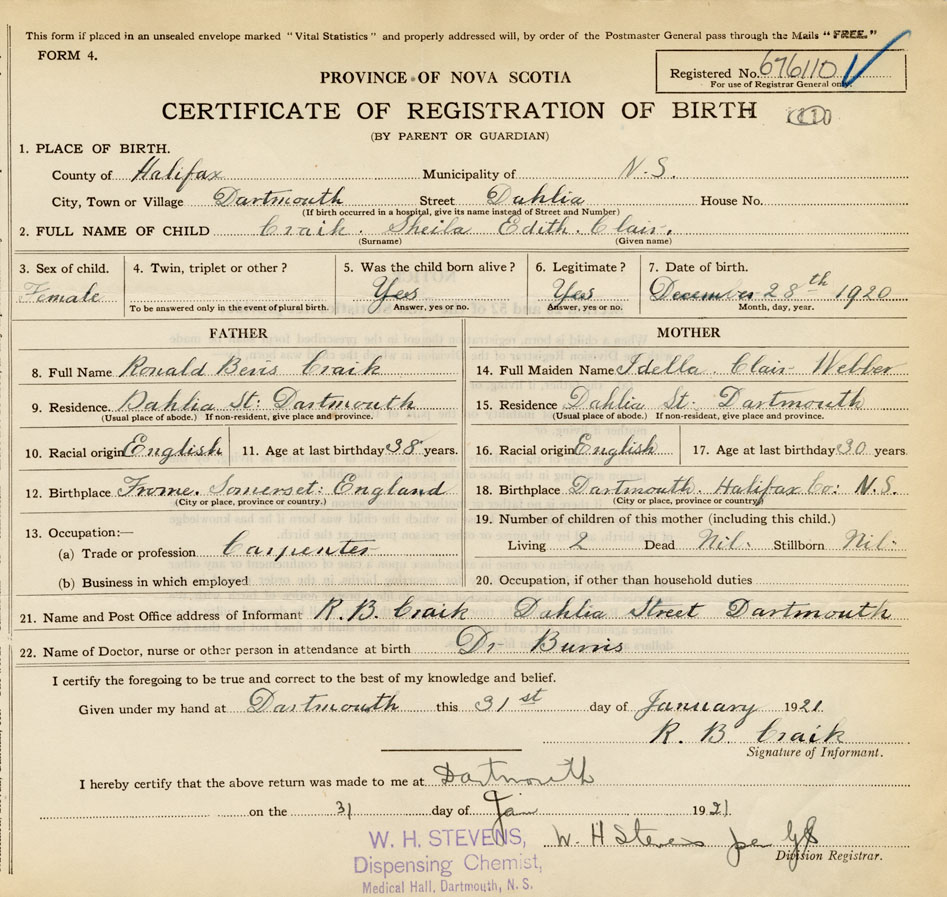 This form if placed in an unsealed envelope marked "Vital Statistics" and properly addressed will, by order of the Postmaster General pass through the Mails "FREE."
FORM 4.
PROVINCE OF NOVA SCOTIA
Registered No. 676110
For use of Registrar General only.
CERTIFICATE OF REGISTRATION OF BIRTH
(BY PARENT OR GUARDIAN)
1. PLACE OF BIRTH.
County of Halifax Municipality of N.S.
City, Town or Village Dartmouth Street Dahlia House No.
(If birth occurred in a hospital, give its name instead of Street and Number)
2. FULL NAME OF CHILD Craik. Sheila Edith. Clair.
(Surname) (Given name)
3. Sex of child. 4. Twin, triplet or other? 5. Was the child born alive? 6. Legitimate? 7. Date of birth.
Female Yes Yes December 28th 1920
To be answered only in the event of plural birth. Answer, yes or no. Answer, yes or no. Month, day, year.
FATHER MOTHER
8. Full Name Ronald Bevis Craik 14. Full Maiden Name Idella Clair Webber
9. Residence. Dahlia St: Dartmouth 15. Residence Dahlia St: Dartmouth
(Usual place of abode.) If non-resident, give place and province. (Usual place of abode.) If non-resident, give place and province.
10. Racial origin English 11. Age at last birthday 38 years. 16. Racial origin English 17. Age at last birthday 30 years.
12. Birthplace Frome. Somerset: England 18. Birthplace Dartmouth. Halifax Co: N.S.
(City or place, province or country.) (City or place, province or country)
13. Occupation:— 19. Number of children of this mother (including this child.)
(a) Trade or profession Carpenter Living 2 Dead Nil. Stillborn Nil.
(b) Business in which employed 20. Occupation, if other than household duties
21. Name and Post Office address of Informant R. B. Craik Dahlia Street Dartmouth
22. Name of Doctor, nurse or other person in attendance at birth Dr Burris
I certify the foregoing to be true and correct to the best of my knowledge and belief.
Given under my hand at Dartmouth this 31st day of January 1921
R. B. Craik
Signature of Informant.
I hereby certify that the above return was made to me at Dartmouth
on the 31 day of Jan 1921
W. H. STEVENS, W. H Stevens per
Dispensing Chemist, Division Registrar.
Medical Hall, Dartmouth, N. S.